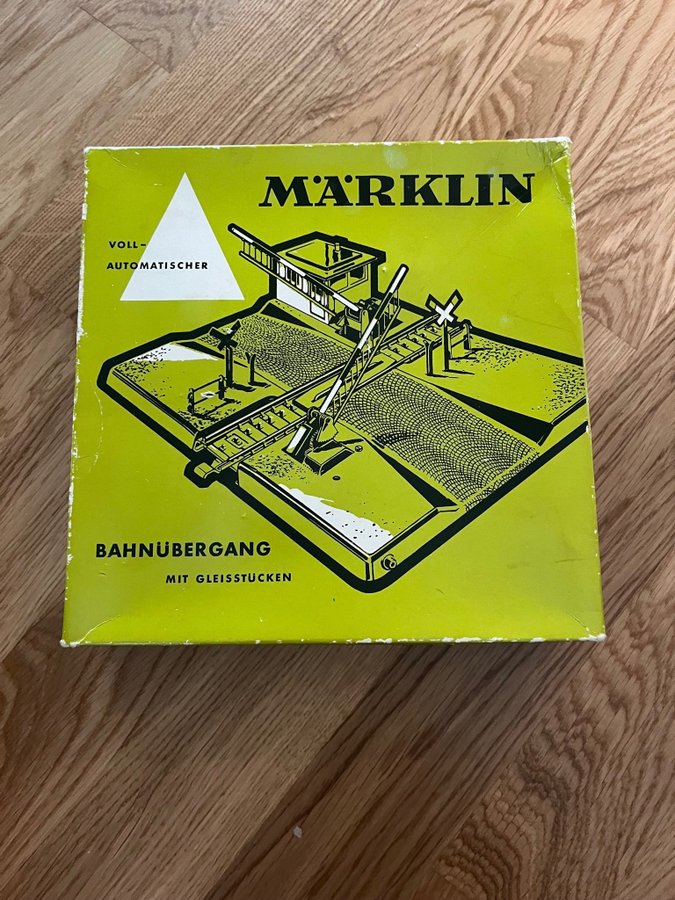 MÄRKLIN
VOLL-
AUTOMATISCHER
BAHNÜBERGANG
MIT GLEISSTÜCKEN